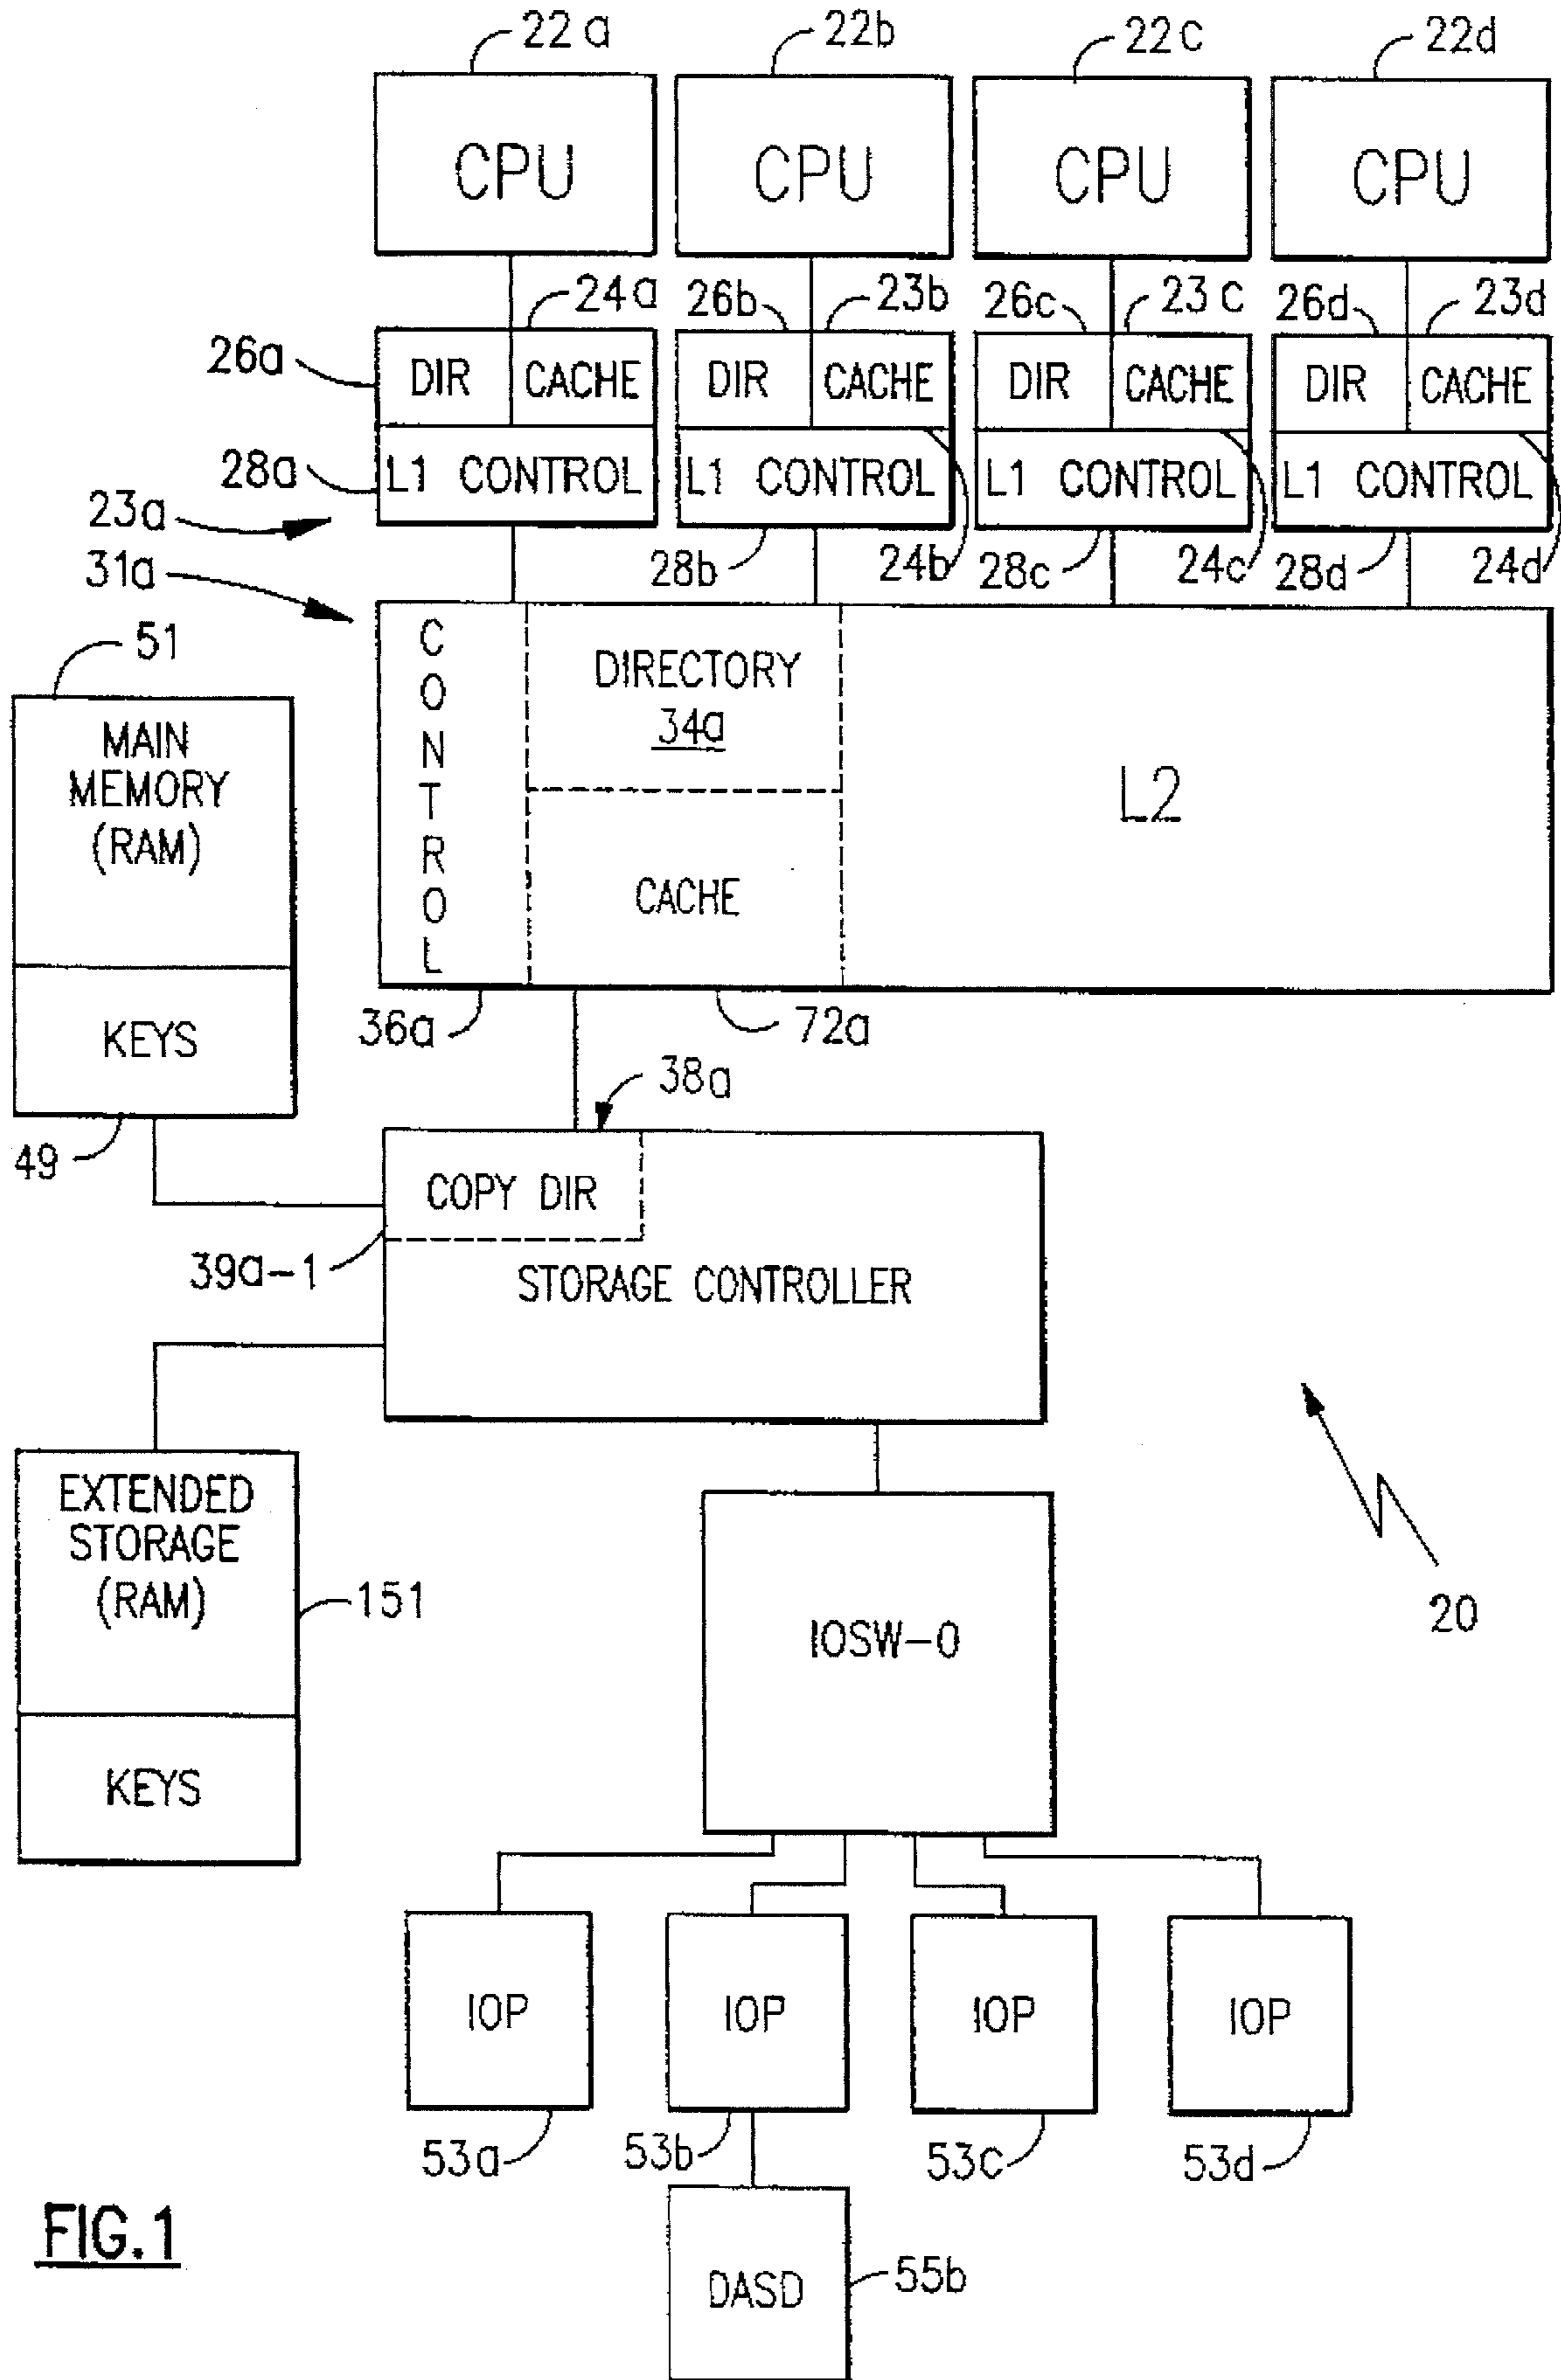 22a 22b 22c 22d
CPU CPU CPU CPU
24a 26b 23b 26c 23c 26d 23d
26a DIR CACHE DIR CACHE DIR CACHE DIR CACHE
28a L1 CONTROL L1 CONTROL L1 CONTROL L1 CONTROL
23a
28b 24b 28c 24c 28d 24d
31a
CONTROL
DIRECTORY
34a
L2
CACHE
51
MAIN
MEMORY
(RAM)
KEYS
49
36a 72a
38a
COPY DIR
39a-1
STORAGE CONTROLLER
EXTENDED
STORAGE
(RAM)
151
KEYS
20
IOSW-0
IOP IOP IOP IOP
53a 53b 53c 53d
DASD 55b
FIG.1